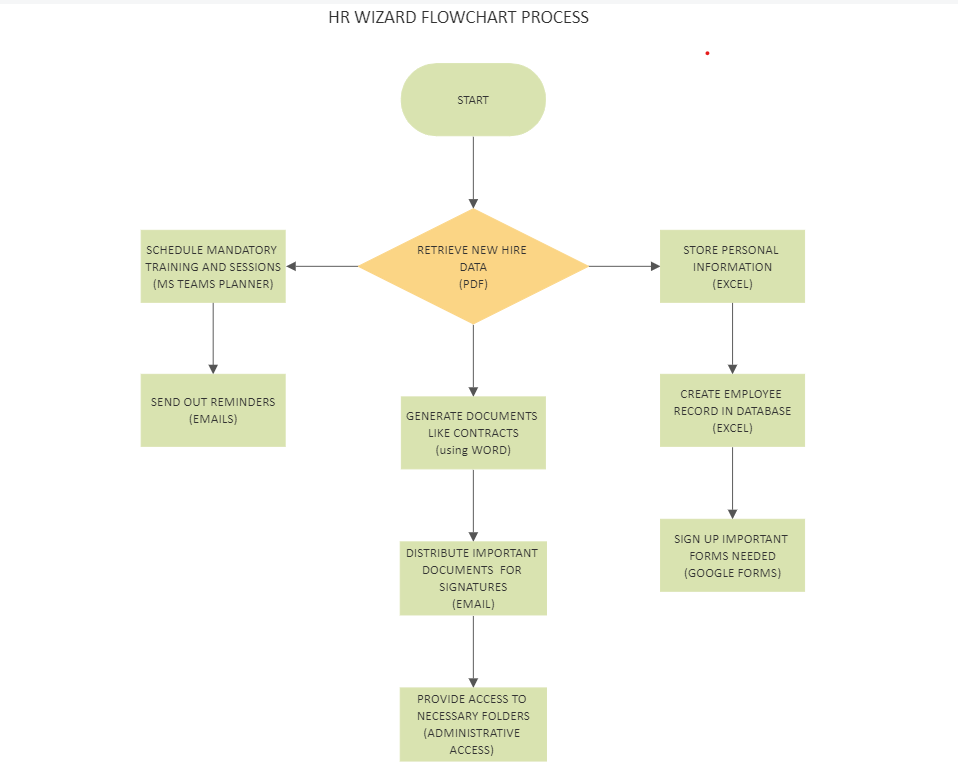 HR WIZARD FLOWCHART PROCESS
START
RETRIEVE NEW HIRE
DATA
(PDF)
SCHEDULE MANDATORY
TRAINING AND SESSIONS
(MS TEAMS PLANNER)
SEND OUT REMINDERS
(EMAILS)
GENERATE DOCUMENTS
LIKE CONTRACTS
(using WORD)
DISTRIBUTE IMPORTANT
DOCUMENTS FOR
SIGNATURES
(EMAIL)
PROVIDE ACCESS TO
NECESSARY FOLDERS
(ADMINISTRATIVE
ACCESS)
STORE PERSONAL
INFORMATION
(EXCEL)
CREATE EMPLOYEE
RECORD IN DATABASE
(EXCEL)
SIGN UP IMPORTANT
FORMS NEEDED
(GOOGLE FORMS)